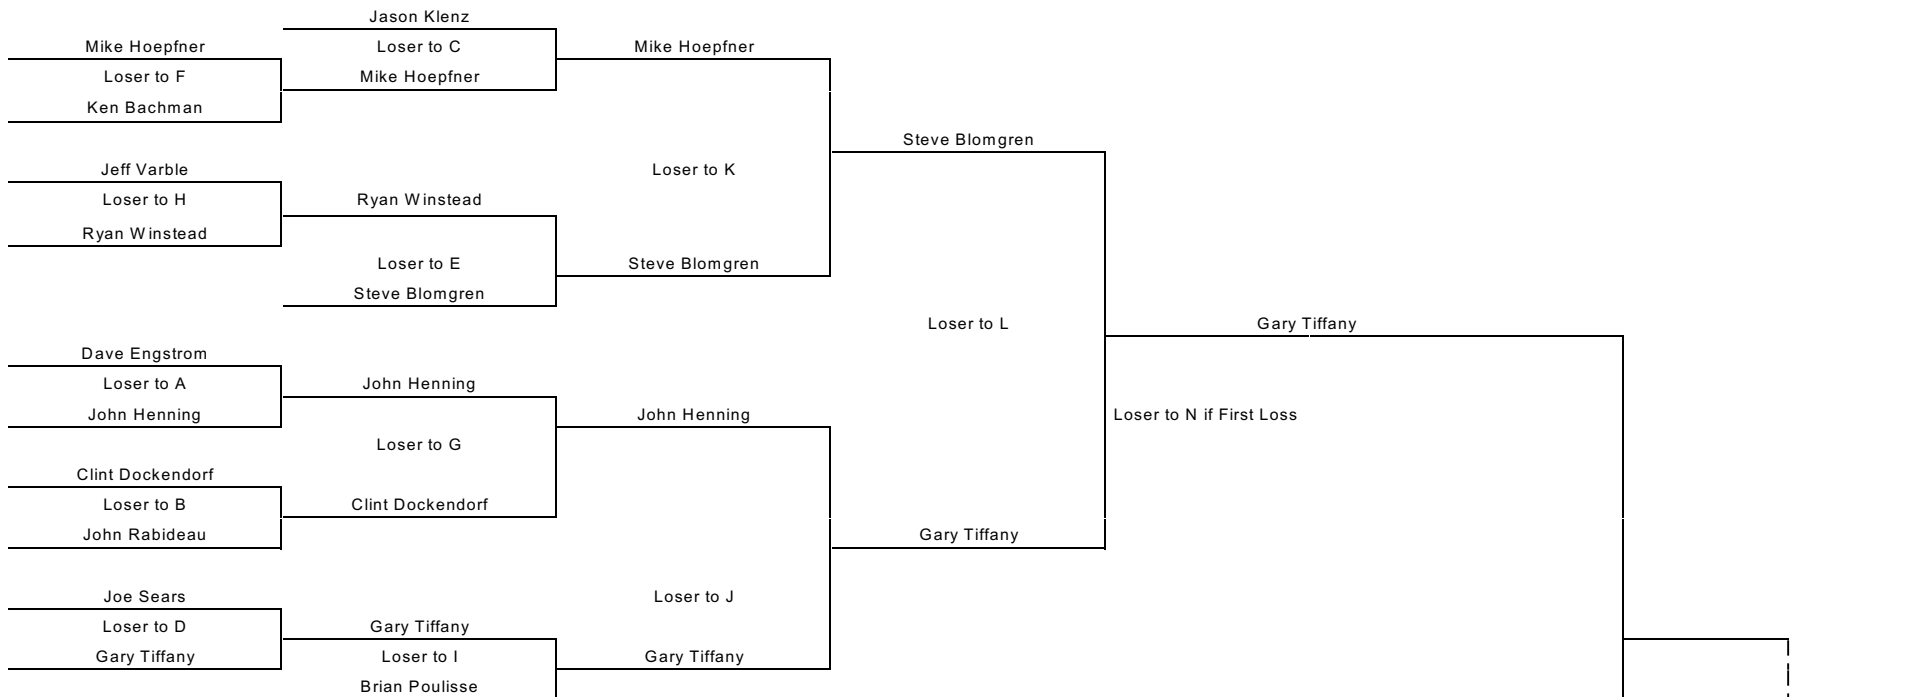 Jason Klenz
Mike Hoepfner
Loser to C
Mike Hoepfner
Loser to F
Mike Hoepfner
Ken Bachman
Steve Blomgren
Jeff Varble
Loser to K
Loser to H
Ryan Winstead
Ryan Winstead
Loser to E
Steve Blomgren
Steve Blomgren
Loser to L
Gary Tiffany
Dave Engstrom
Loser to A
John Henning
John Henning
John Henning
Loser to N if First Loss
Loser to G
Clint Dockendorf
Loser to B
Clint Dockendorf
John Rabideau
Gary Tiffany
Joe Sears
Loser to J
Loser to D
Gary Tiffany
Gary Tiffany
Loser to I
Gary Tiffany
Brian Poulisse